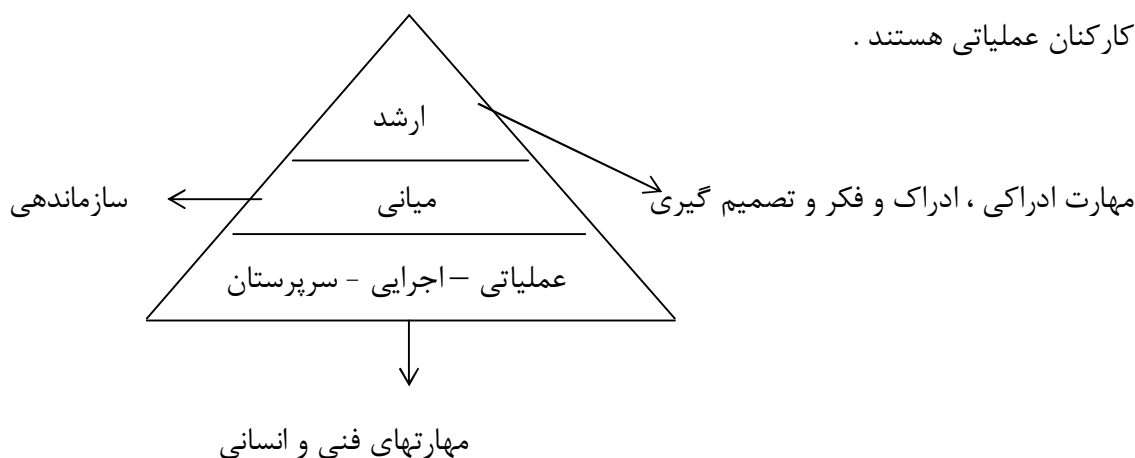 کارکنان عملیاتی هستند .
ارشد
مهارت ادراکی ، ادراک و فکر و تصمیم گیری
میانی
سازماندهی
عملیاتی – اجرایی - سرپرستان
مهارتهای فنی و انسانی